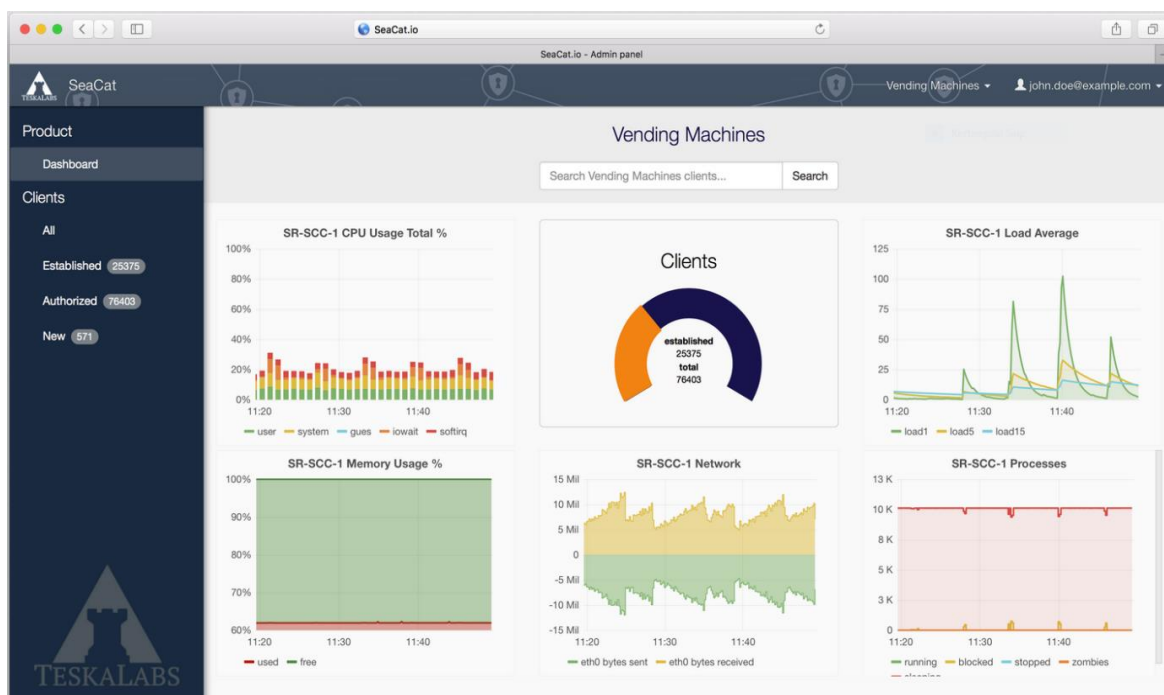 SeaCat.io
SeaCat.io - Admin panel
TESKALABS
SeaCat
Vending Machines
john.doe@example.com
Product
Dashboard
Clients
All
Established 25375
Authorized 76403
New 571
TESKALABS
Vending Machines
Search Vending Machines clients...
Search
SR-SCC-1 CPU Usage Total %
100%
80%
60%
40%
20%
0%
11:20 11:30 11:40
user system gues iowait softirq
Clients
established
25375
total
76403
SR-SCC-1 Load Average
125
100
75
50
25
0
11:20 11:30 11:40
load1 load5 load15
SR-SCC-1 Memory Usage %
100%
90%
80%
70%
60%
11:20 11:30 11:40
used free
SR-SCC-1 Network
15 Mil
10 Mil
5 Mil
0
-5 Mil
-10 Mil
-15 Mil
11:20 11:30 11:40
eth0 bytes sent eth0 bytes received
SR-SCC-1 Processes
13 K
10 K
8 K
5 K
3 K
0
11:20 11:30 11:40
running blocked stopped zombies